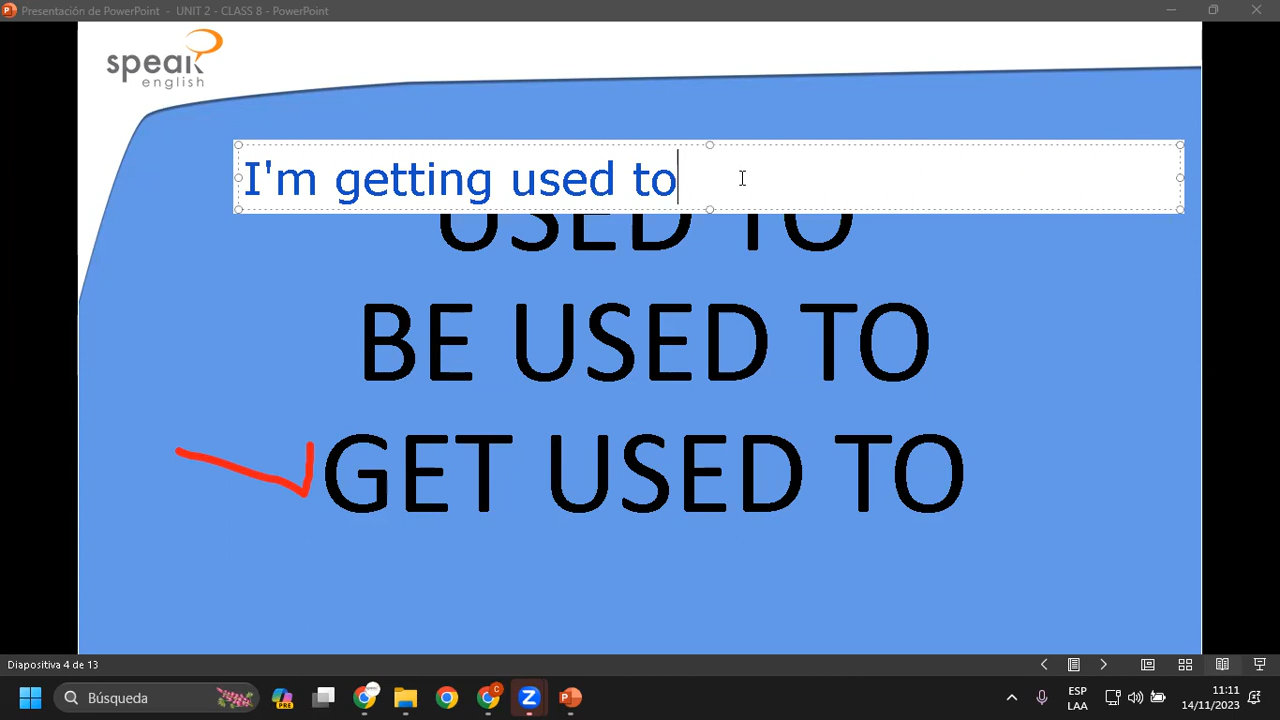 Presentación de PowerPoint - UNIT 2 - CLASS 8 - PowerPoint
speak
english
I'm getting used to
USED TO
BE USED TO
GET USED TO
Diapositiva 4 de 13
Búsqueda
PRE
ESP
LAA
11:11
14/11/2023